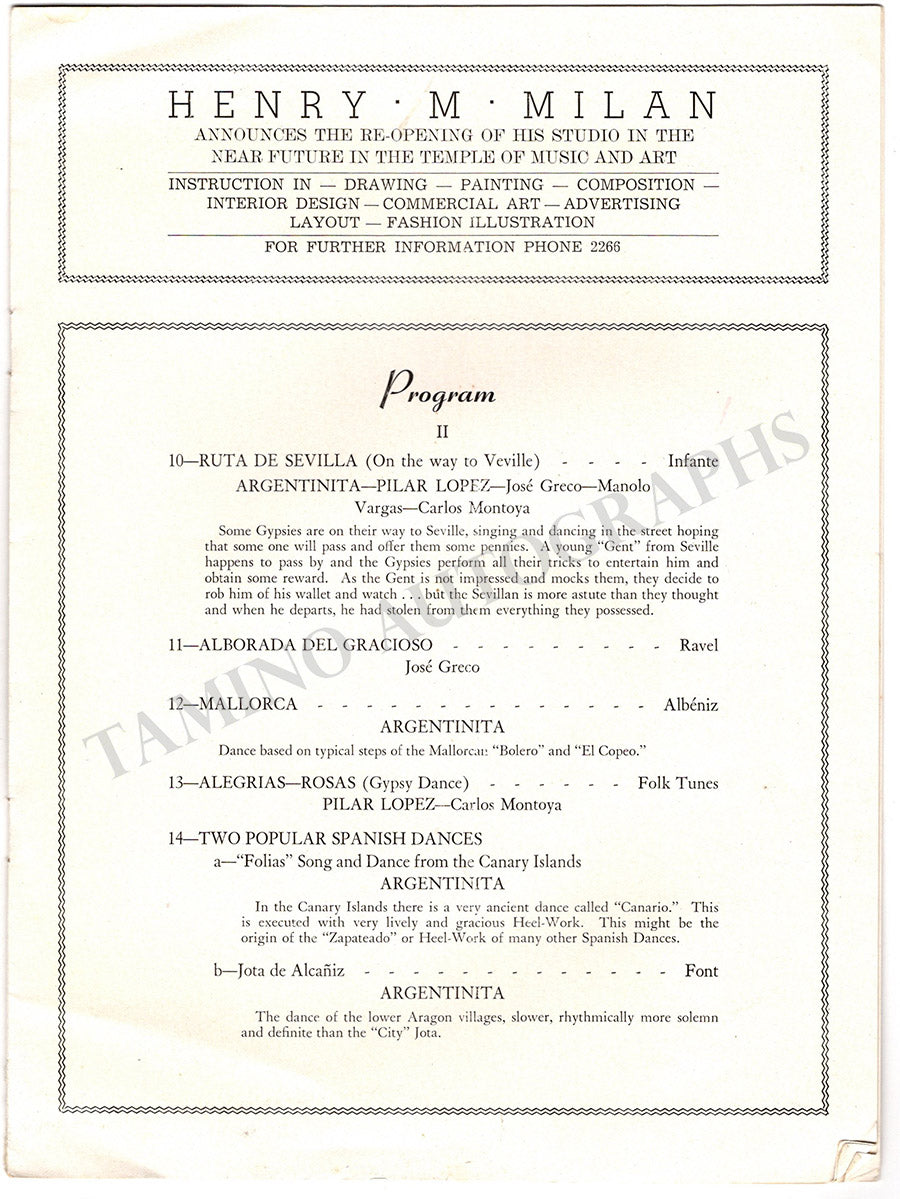 HENRY · M · MILAN
ANNOUNCES THE RE-OPENING OF HIS STUDIO IN THE
NEAR FUTURE IN THE TEMPLE OF MUSIC AND ART
INSTRUCTION IN — DRAWING — PAINTING — COMPOSITION —
INTERIOR DESIGN — COMMERCIAL ART — ADVERTISING
LAYOUT — FASHION ILLUSTRATION
FOR FURTHER INFORMATION PHONE 2266
Program
II
10—RUTA DE SEVILLA (On the way to Veville) - - - - Infante
ARGENTINITA—PILAR LOPEZ—José Greco—Manolo
Vargas—Carlos Montoya
Some Gypsies are on their way to Seville, singing and dancing in the street hoping
that some one will pass and offer them some pennies. A young “Gent” from Seville
happens to pass by and the Gypsies perform all their tricks to entertain him and
obtain some reward. As the Gent is not impressed and mocks them, they decide to
rob him of his wallet and watch . . . but the Sevillan is more astute than they thought
and when he departs, he had stolen from them everything they possessed.
11—ALBORADA DEL GRACIOSO - - - - - - - - - Ravel
José Greco
12—MALLORCA - - - - - - - - - - - - - - Albéniz
ARGENTINITA
Dance based on typical steps of the Mallorcan “Bolero” and “El Copeo.”
13—ALEGRIAS—ROSAS (Gypsy Dance) - - - - - - Folk Tunes
PILAR LOPEZ—Carlos Montoya
14—TWO POPULAR SPANISH DANCES
a—“Folias” Song and Dance from the Canary Islands
ARGENTINITA
In the Canary Islands there is a very ancient dance called “Canario.” This
is executed with very lively and gracious Heel-Work. This might be the
origin of the “Zapateado” or Heel-Work of many other Spanish Dances.
b—Jota de Alcañiz - - - - - - - - - - - - - Font
ARGENTINITA
The dance of the lower Aragon villages, slower, rhythmically more solemn
and definite than the “City” Jota.
TAMINO AUTOGRAPHS